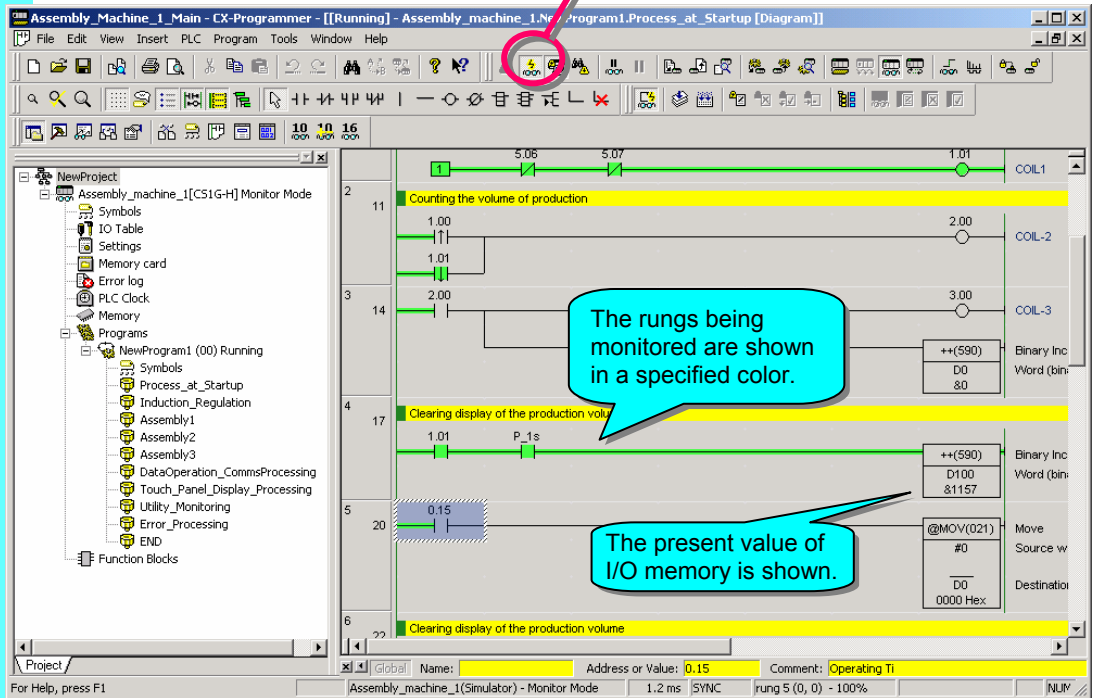 Assembly_Machine_1_Main - CX-Programmer - [[Running] - Assembly_machine_1.Ne Program1.Process_at_Startup [Diagram]]
File Edit View Insert PLC Program Tools Window Help
10 10 16
NewProject
Assembly_machine_1[CS1G-H] Monitor Mode
Symbols
IO Table
Settings
Memory card
Error log
PLC Clock
Memory
Programs
NewProgram1 (00) Running
Symbols
Process_at_Startup
Induction_Regulation
Assembly1
Assembly2
Assembly3
DataOperation_CommsProcessing
Touch_Panel_Display_Processing
Utility_Monitoring
Error_Processing
END
Function Blocks
Project
5.06 5.07 1.01
1 COIL1
2 11 Counting the volume of production
1.00 2.00
COIL-2
1.01
3 14 2.00 3.00
COIL-3
++(590) Binary Inc
D0 Word (bin
&0
The rungs being
monitored are shown
in a specified color.
4 17 Clearing display of the production volu
1.01 P_1s
++(590) Binary Inc
D100 Word (bin
&1157
5 20 0.15
@MOV(021) Move
#0 Source w
D0 Destination
0000 Hex
The present value of
I/O memory is shown.
6 22 Clearing display of the production volume
Global Name: Address or Value: 0.15 Comment: Operating Ti
For Help, press F1 Assembly_machine_1(Simulator) - Monitor Mode 1.2 ms SYNC rung 5 (0, 0) - 100% NUM